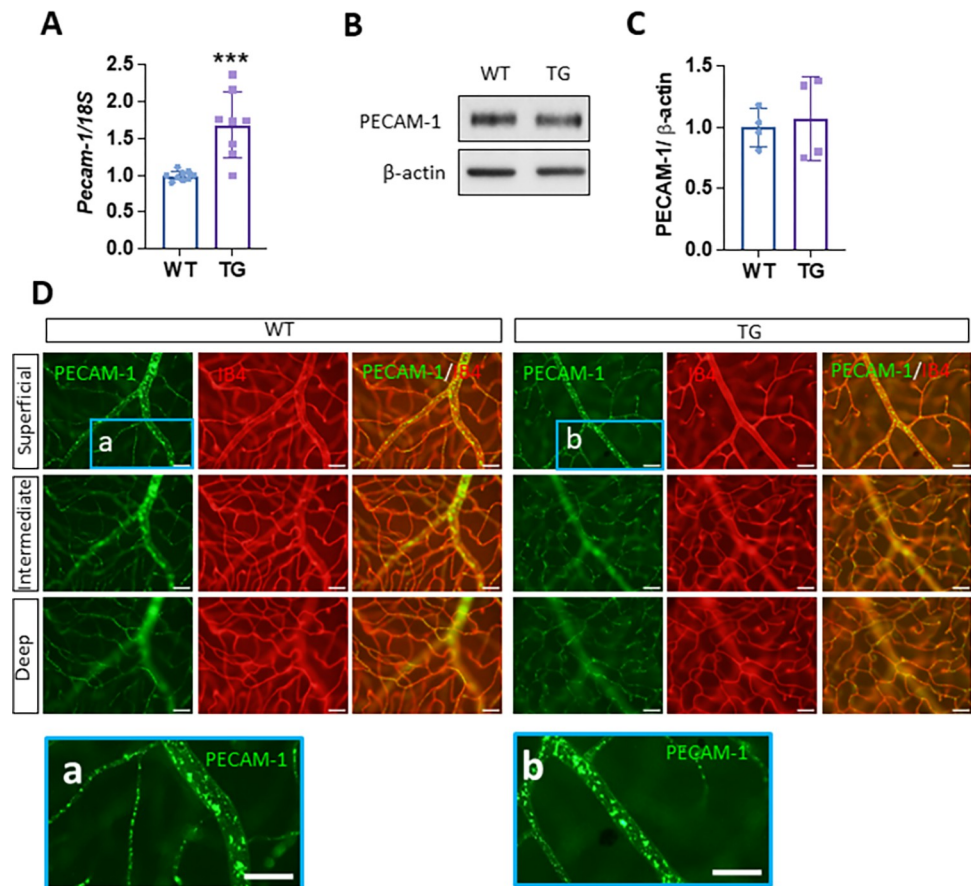 A
Pecam-1/18S
***
2.5
2.0
1.5
1.0
0.5
0.0
WT TG
B
WT TG
PECAM-1
β-actin
C
PECAM-1/ β-actin
1.5
1.0
0.5
0.0
WT TG
D
WT TG
Superficial
PECAM-1 IB4 PECAM-1/IB4 PECAM-1 IB4 PECAM-1/IB4
a b
Intermediate
Deep
a PECAM-1
b PECAM-1